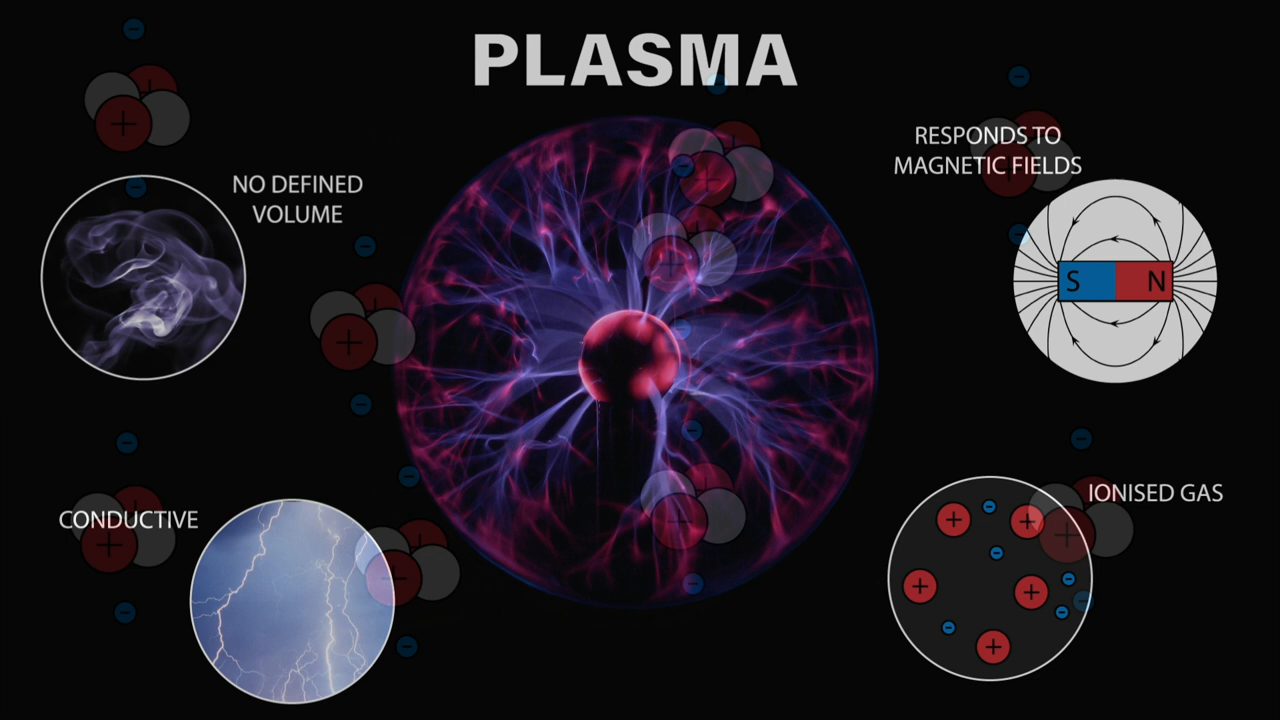 PLASMA
NO DEFINED
VOLUME
RESPONDS TO
MAGNETIC FIELDS
S N
CONDUCTIVE
IONISED GAS